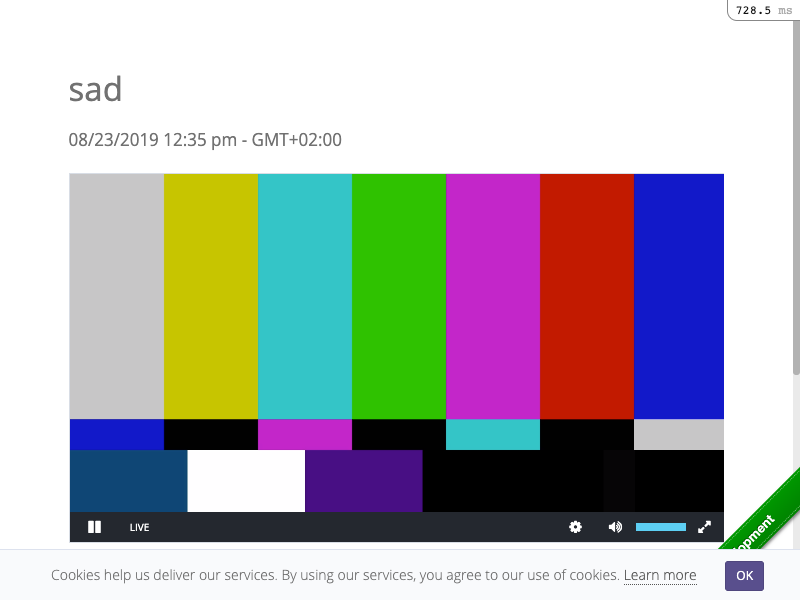 728.5 ms
sad
08/23/2019 12:35 pm - GMT+02:00
LIVE
Cookies help us deliver our services. By using our services, you agree to our use of cookies. Learn more
OK